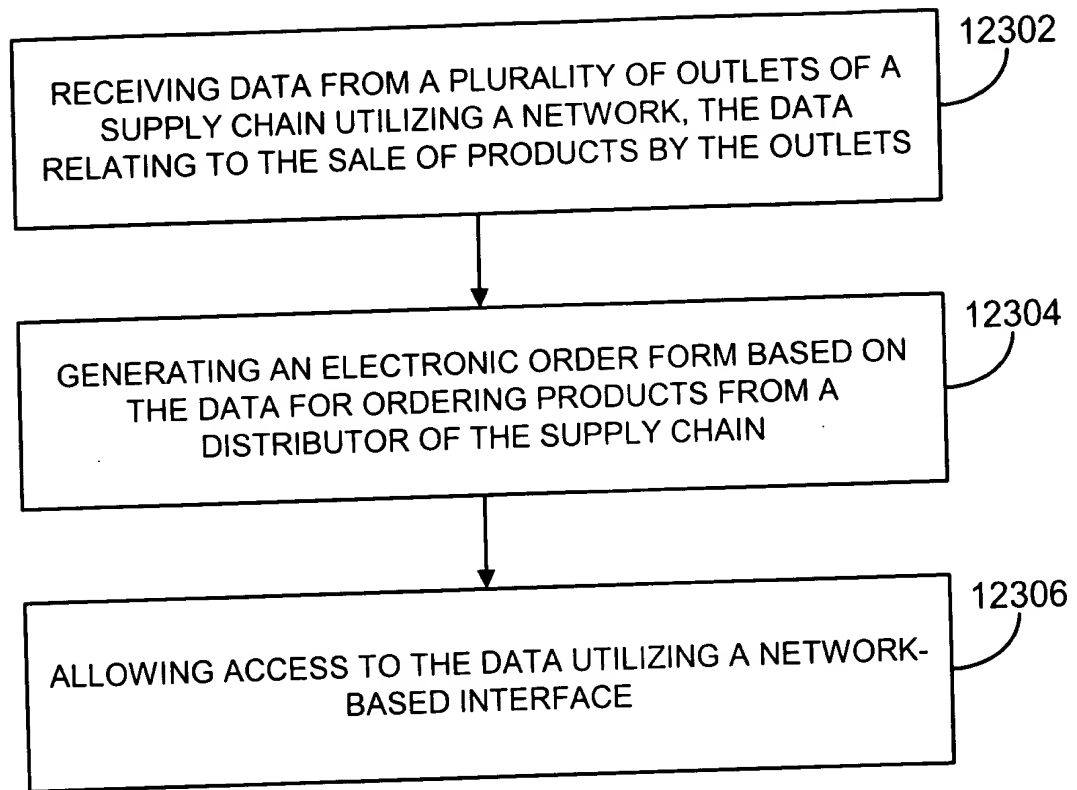 12302
RECEIVING DATA FROM A PLURALITY OF OUTLETS OF A
SUPPLY CHAIN UTILIZING A NETWORK, THE DATA
RELATING TO THE SALE OF PRODUCTS BY THE OUTLETS
12304
GENERATING AN ELECTRONIC ORDER FORM BASED ON
THE DATA FOR ORDERING PRODUCTS FROM A
DISTRIBUTOR OF THE SUPPLY CHAIN
12306
ALLOWING ACCESS TO THE DATA UTILIZING A NETWORK-
BASED INTERFACE